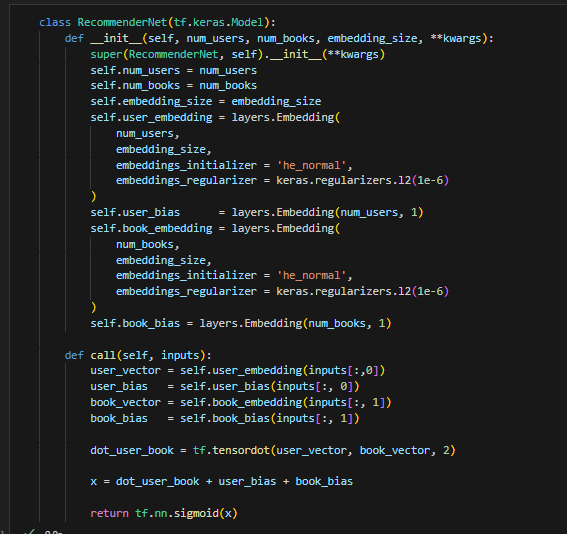 class RecommenderNet(tf.keras.Model):
    def __init__(self, num_users, num_books, embedding_size, **kwargs):
        super(RecommenderNet, self).__init__(**kwargs)
        self.num_users = num_users
        self.num_books = num_books
        self.embedding_size = embedding_size
        self.user_embedding = layers.Embedding(
            num_users,
            embedding_size,
            embeddings_initializer = 'he_normal',
            embeddings_regularizer = keras.regularizers.l2(1e-6)
        )
        self.user_bias      = layers.Embedding(num_users, 1)
        self.book_embedding = layers.Embedding(
            num_books,
            embedding_size,
            embeddings_initializer = 'he_normal',
            embeddings_regularizer = keras.regularizers.l2(1e-6)
        )
        self.book_bias = layers.Embedding(num_books, 1)

    def call(self, inputs):
        user_vector = self.user_embedding(inputs[:,0])
        user_bias   = self.user_bias(inputs[:, 0])
        book_vector = self.book_embedding(inputs[:, 1])
        book_bias   = self.book_bias(inputs[:, 1])

        dot_user_book = tf.tensordot(user_vector, book_vector, 2)

        x = dot_user_book + user_bias + book_bias

        return tf.nn.sigmoid(x)